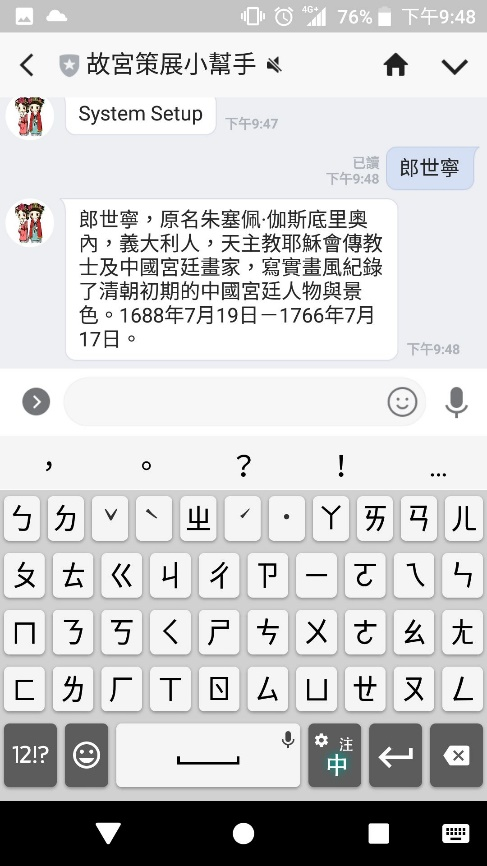 4G+ 76% 下午9:48
故宮策展小幫手
System Setup
下午9:47
已讀
下午9:48
郎世寧
郎世寧，原名朱塞佩·伽斯底里奧
內，義大利人，天主教耶穌會傳教
士及中國宮廷畫家，寫實畫風紀錄
了清朝初期的中國宮廷人物與景
色。1688年7月19日－1766年7月
17日。
下午9:48
， 。 ？ ！ …
ㄅ ㄉ ˇ ˋ ㄓ ˊ ˙ ㄚ ㄞ ㄢ ㄦ
ㄆ ㄊ ㄍ ㄐ ㄔ ㄗ ㄧ ㄛ ㄟ ㄣ
ㄇ ㄋ ㄎ ㄑ ㄕ ㄘ ㄨ ㄜ ㄠ ㄤ
ㄈ ㄌ ㄏ ㄒ ㄖ ㄙ ㄩ ㄝ ㄡ ㄥ
12!? 注
中